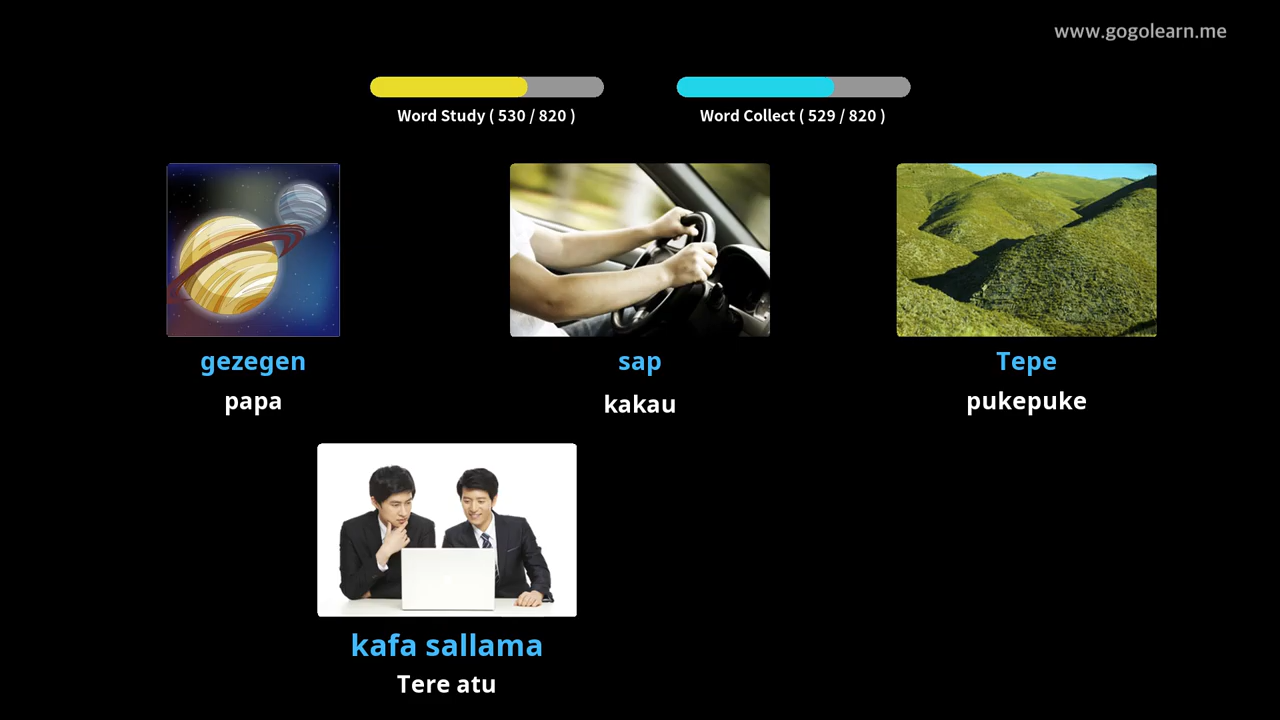 www.gogolearn.me
Word Study ( 530 / 820 )
Word Collect ( 529 / 820 )
gezegen
papa
sap
kakau
Tepe
pukepuke
kafa sallama
Tere atu